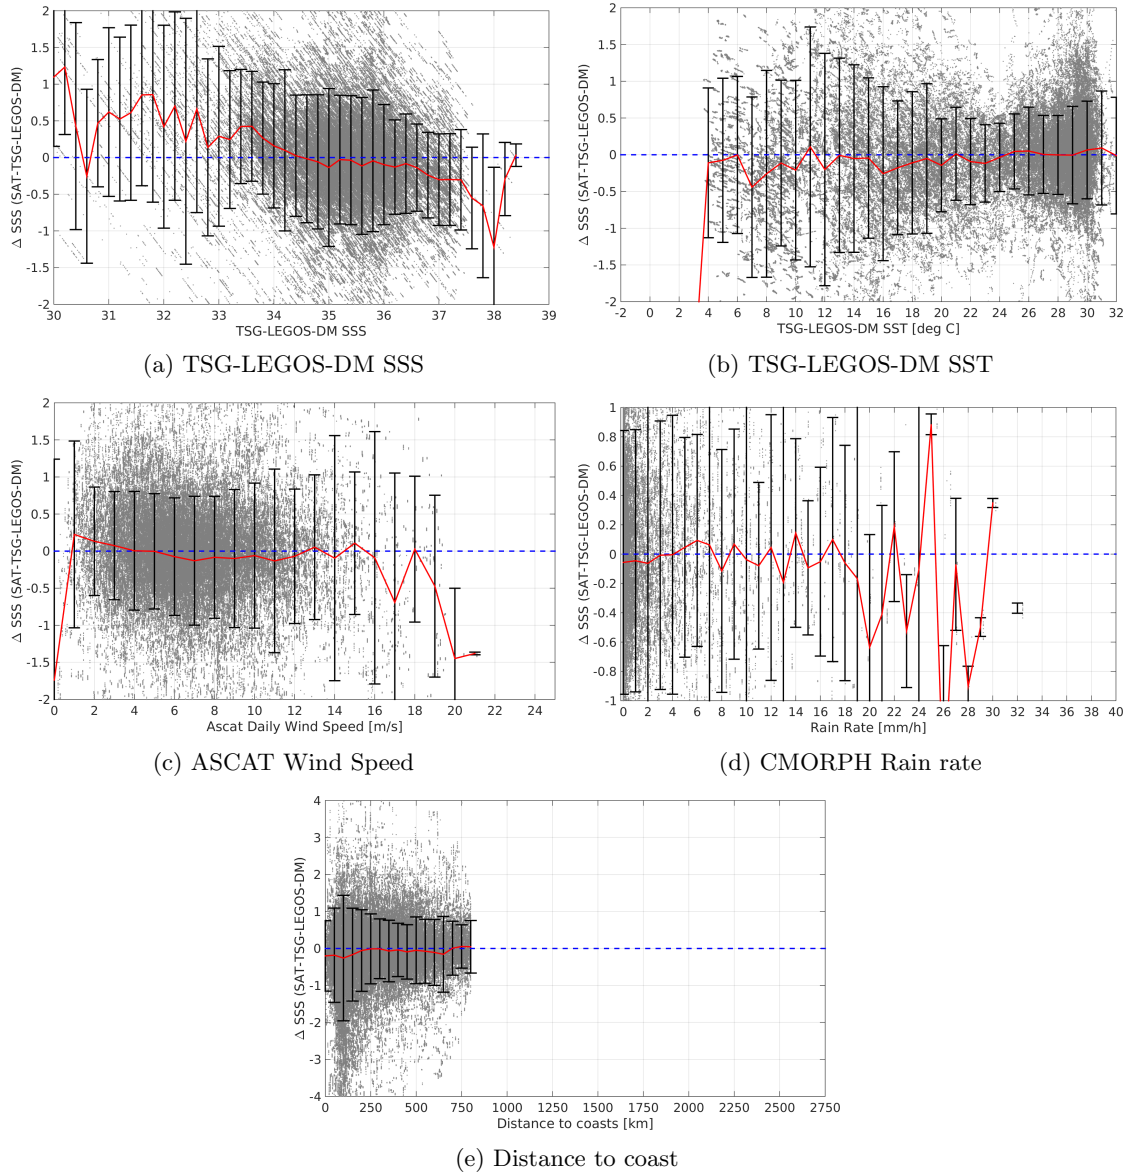 2
1.5
1
0.5
0
-0.5
-1
-1.5
-2
Δ SSS (SAT-TSG-LEGOS-DM)
30 31 32 33 34 35 36 37 38 39
TSG-LEGOS-DM SSS
(a) TSG-LEGOS-DM SSS
2
1.5
1
0.5
0
-0.5
-1
-1.5
-2
Δ SSS (SAT-TSG-LEGOS-DM)
-2 0 2 4 6 8 10 12 14 16 18 20 22 24 26 28 30 32
TSG-LEGOS-DM SST [deg C]
(b) TSG-LEGOS-DM SST
2
1.5
1
0.5
0
-0.5
-1
-1.5
-2
Δ SSS (SAT-TSG-LEGOS-DM)
0 2 4 6 8 10 12 14 16 18 20 22 24
Ascat Daily Wind Speed [m/s]
(c) ASCAT Wind Speed
1
0.8
0.6
0.4
0.2
0
-0.2
-0.4
-0.6
-0.8
-1
Δ SSS (SAT-TSG-LEGOS-DM)
0 2 4 6 8 10 12 14 16 18 20 22 24 26 28 30 32 34 36 38 40
Rain Rate [mm/h]
(d) CMORPH Rain rate
4
3
2
1
0
-1
-2
-3
-4
Δ SSS (SAT-TSG-LEGOS-DM)
0 250 500 750 1000 1250 1500 1750 2000 2250 2500 2750
Distance to coasts [km]
(e) Distance to coast